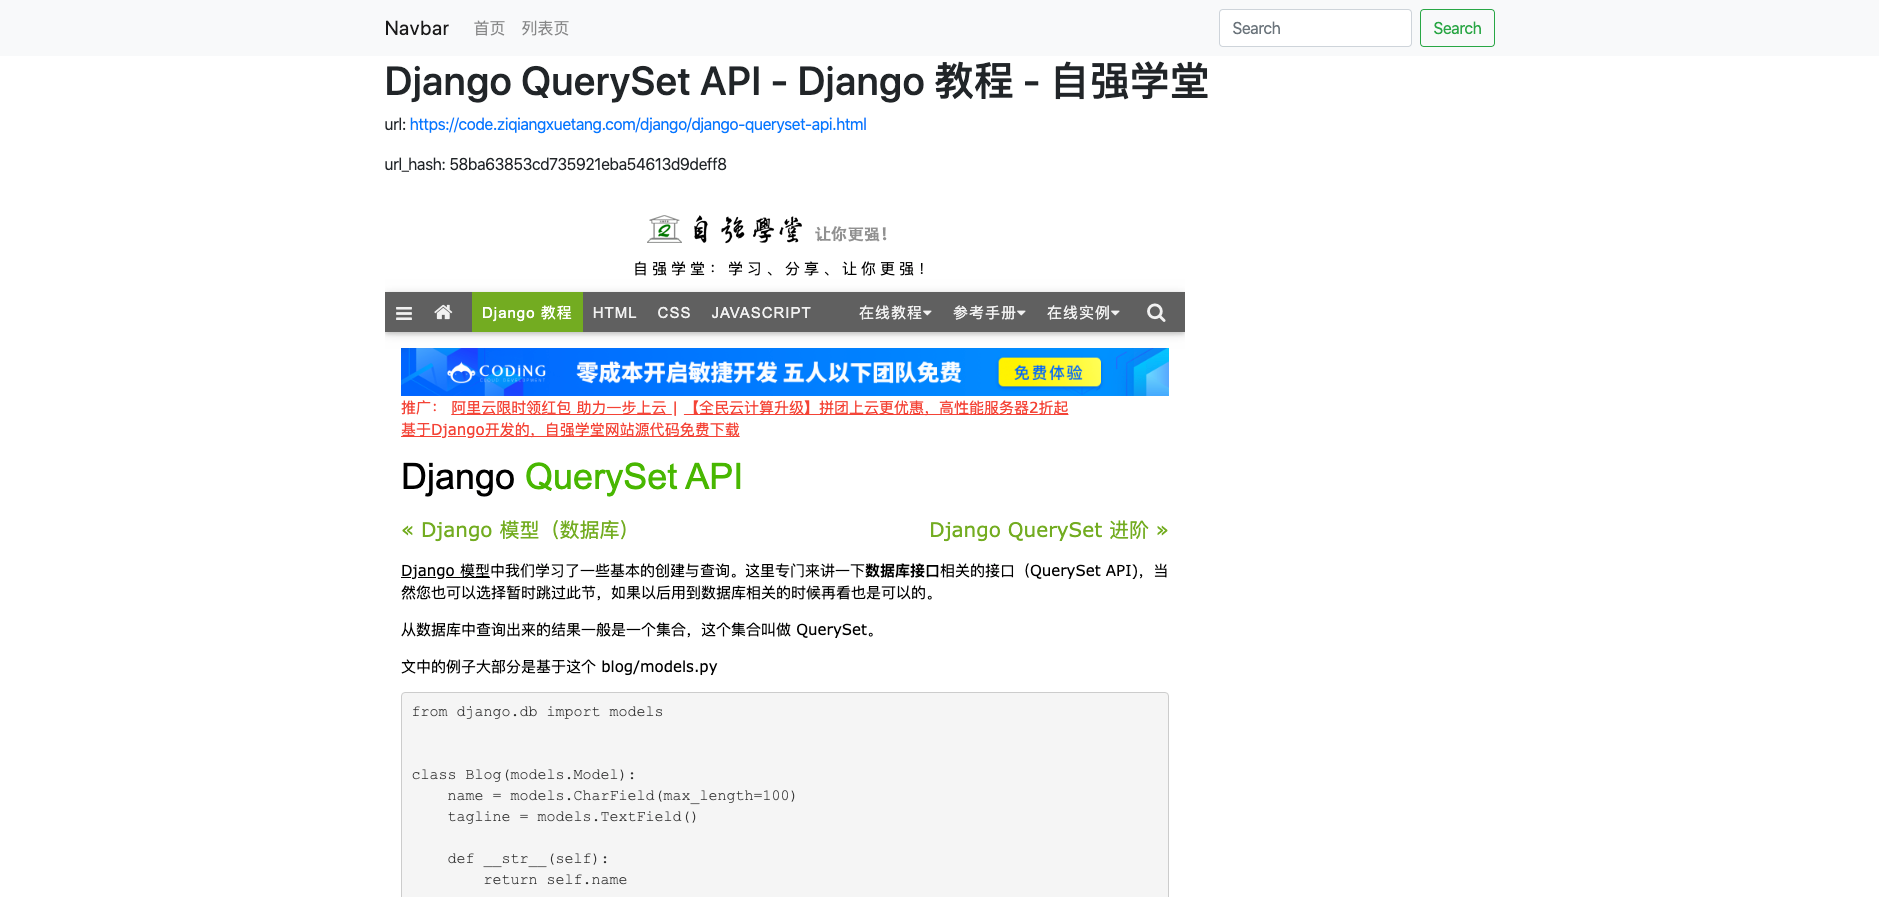 Navbar 首页 列表页 Search Search
Django QuerySet API - Django 教程 - 自强学堂
url: https://code.ziqiangxuetang.com/django/django-queryset-api.html
url_hash: 58ba63853cd735921eba54613d9deff8
自强學堂 让你更强!
自强学堂：学习、分享、让你更强!
Django 教程 HTML CSS JAVASCRIPT 在线教程 参考手册 在线实例
CODING 零成本开启敏捷开发 五人以下团队免费 免费体验
推广： 阿里云限时领红包 助力一步上云 | 【全民云计算升级】拼团上云更优惠，高性能服务器2折起
基于Django开发的，自强学堂网站源代码免费下载
Django QuerySet API
« Django 模型（数据库） Django QuerySet 进阶 »
Django 模型中我们学习了一些基本的创建与查询。这里专门来讲一下数据库接口相关的接口（QuerySet API)，当
然您也可以选择暂时跳过此节，如果以后用到数据库相关的时候再看也是可以的。
从数据库中查询出来的结果一般是一个集合，这个集合叫做 QuerySet。
文中的例子大部分是基于这个 blog/models.py
from django.db import models
class Blog(models.Model):
name = models.CharField(max_length=100)
tagline = models.TextField()
def __str__(self):
return self.name